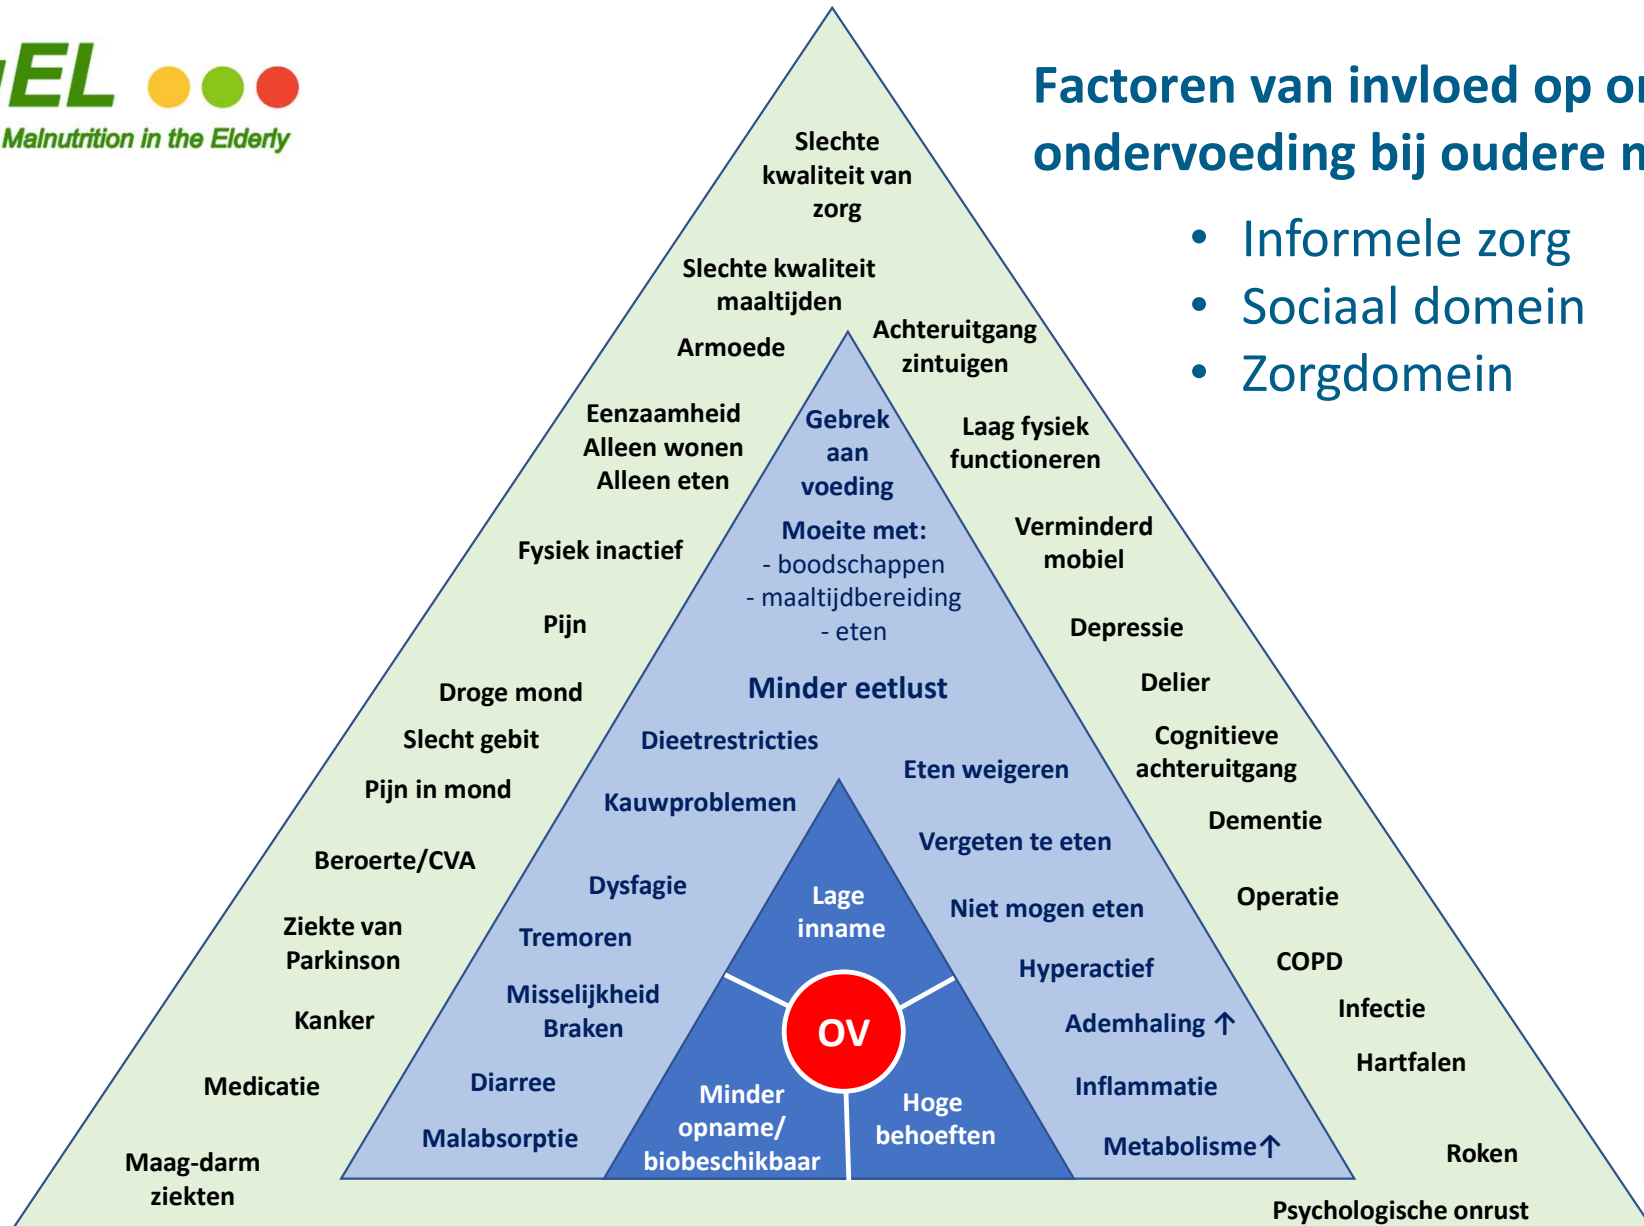 EL
Malnutrition in the Elderly
Factoren van invloed op
ondervoeding bij oudere
• Informele zorg
• Sociaal domein
• Zorgdomein
Slechte
kwaliteit van
zorg
Slechte kwaliteit
maaltijden
Armoede
Eenzaamheid
Alleen wonen
Alleen eten
Fysiek inactief
Pijn
Droge mond
Slecht gebit
Pijn in mond
Beroerte/CVA
Ziekte van
Parkinson
Kanker
Medicatie
Maag-darm
ziekten
Achteruitgang
zintuigen
Laag fysiek
functioneren
Verminderd
mobiel
Depressie
Delier
Cognitieve
achteruitgang
Dementie
Operatie
COPD
Infectie
Hartfalen
Roken
Psychologische onrust
Gebrek
aan
voeding
Moeite met:
- boodschappen
- maaltijdbereiding
- eten
Minder eetlust
Dieetrestricties
Kauwproblemen
Dysfagie
Tremoren
Misselijkheid
Braken
Diarree
Malabsorptie
Eten weigeren
Vergeten te eten
Niet mogen eten
Hyperactief
Ademhaling ↑
Inflammatie
Metabolisme↑
Lage
inname
OV
Minder
opname/
biobeschikbaar
Hoge
behoeften